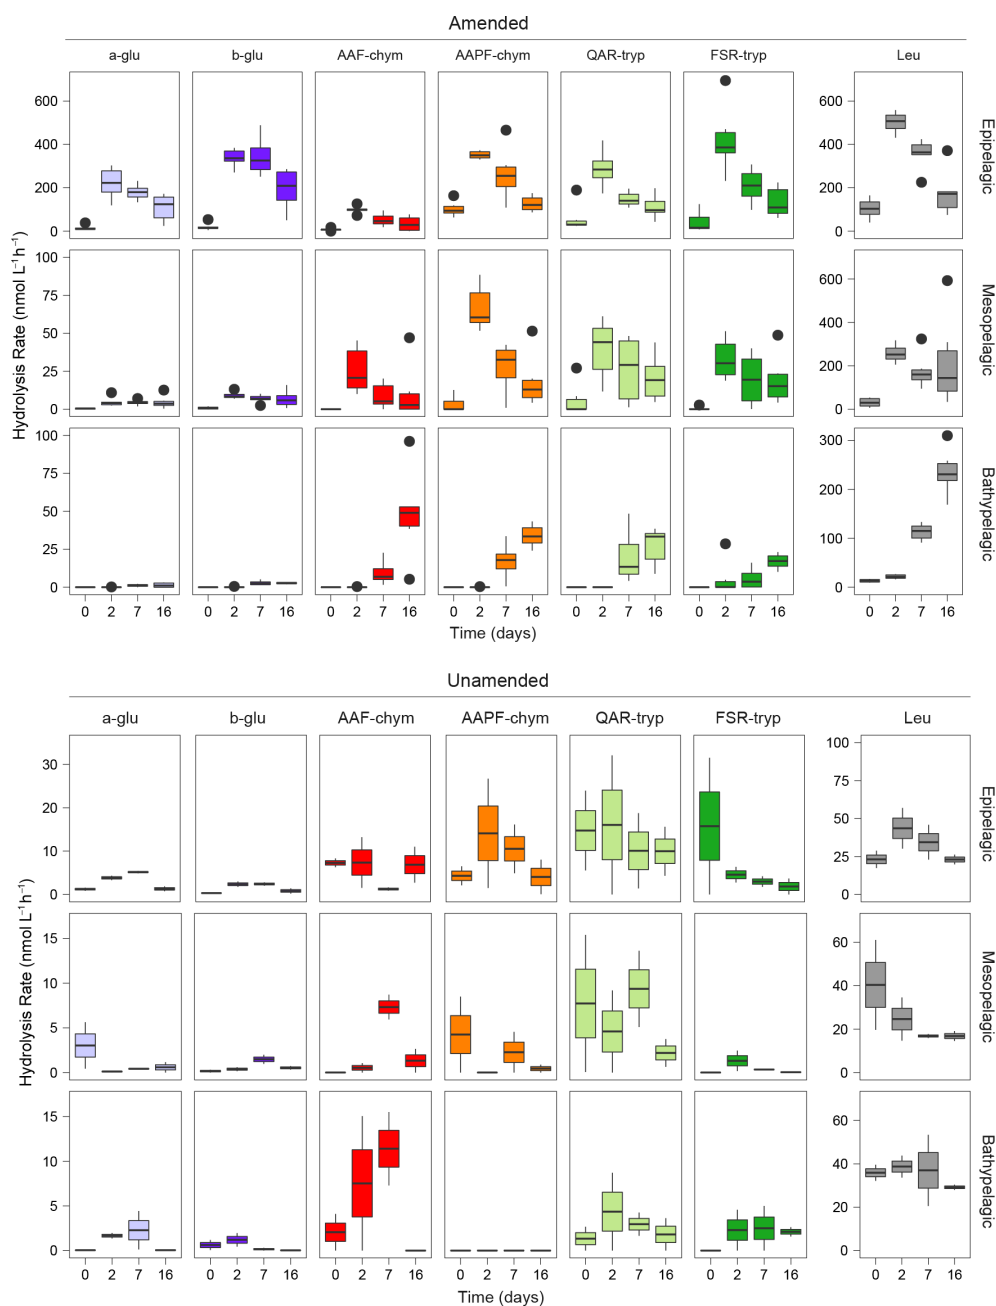 Amended
a-glu b-glu AAF-chym AAPF-chym QAR-tryp FSR-tryp Leu
Hydrolysis Rate (nmol L⁻¹h⁻¹)
600 400 200 0
600 400 200 0
Epipelagic
100 75 50 25 0
600 400 200 0
Mesopelagic
100 75 50 25 0
300 200 100 0
Bathypelagic
0 2 7 16 0 2 7 16 0 2 7 16 0 2 7 16 0 2 7 16 0 2 7 16 0 2 7 16
Time (days)
Unamended
a-glu b-glu AAF-chym AAPF-chym QAR-tryp FSR-tryp Leu
Hydrolysis Rate (nmol L⁻¹h⁻¹)
30 20 10 0
100 75 50 25 0
Epipelagic
15 10 5 0
60 40 20 0
Mesopelagic
15 10 5 0
60 40 20 0
Bathypelagic
0 2 7 16 0 2 7 16 0 2 7 16 0 2 7 16 0 2 7 16 0 2 7 16 0 2 7 16
Time (days)